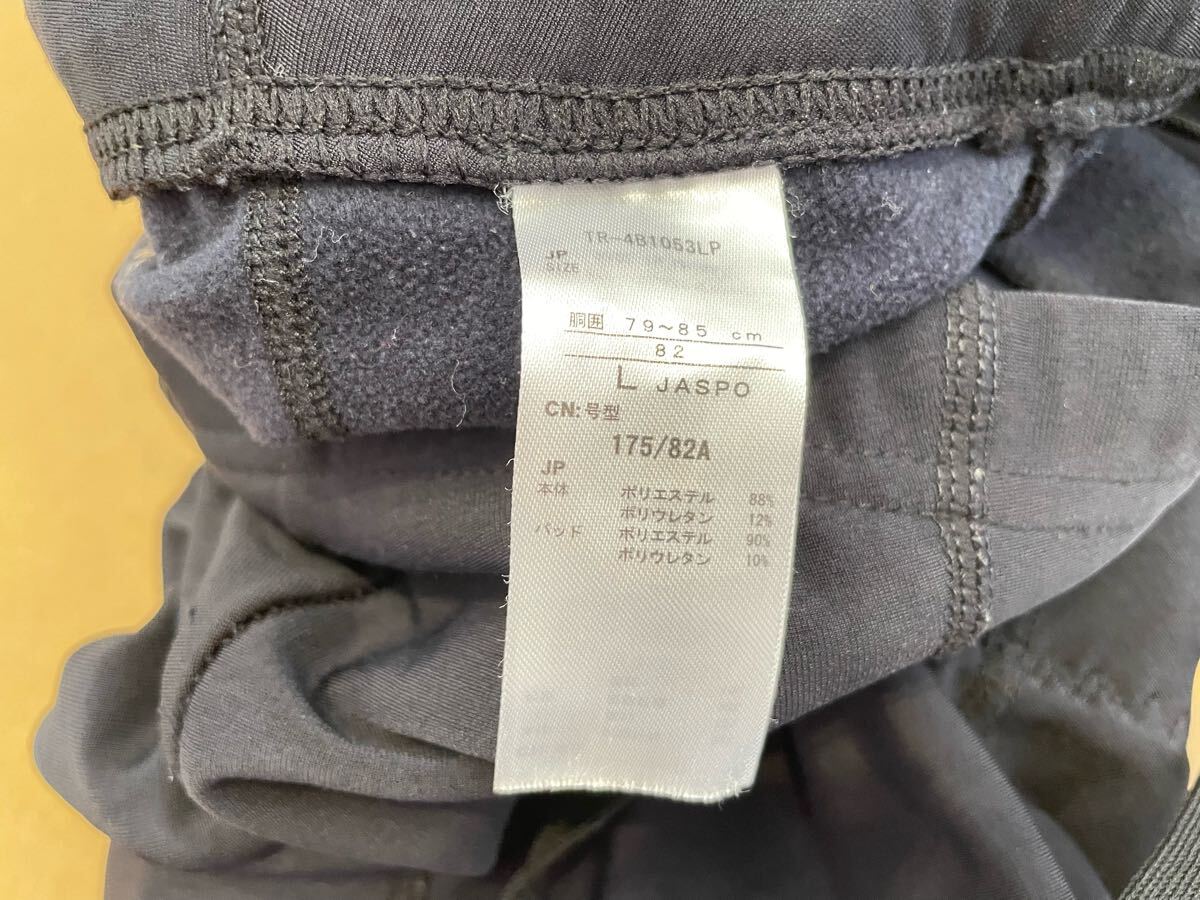 TR-4B1053LP
JP
SIZE
胴囲 79〜85 cm
82
L JASPO
CN:号型
175/82A
JP
本体 ポリエステル 88%
ポリウレタン 12%
パッド ポリエステル 90%
ポリウレタン 10%